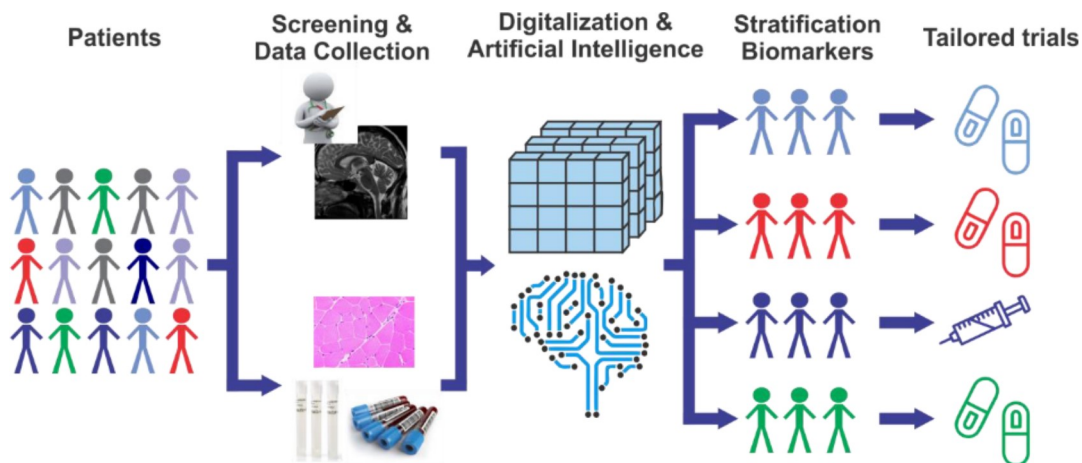 Patients
Screening &
Data Collection
Digitalization &
Artificial Intelligence
Stratification
Biomarkers
Tailored trials